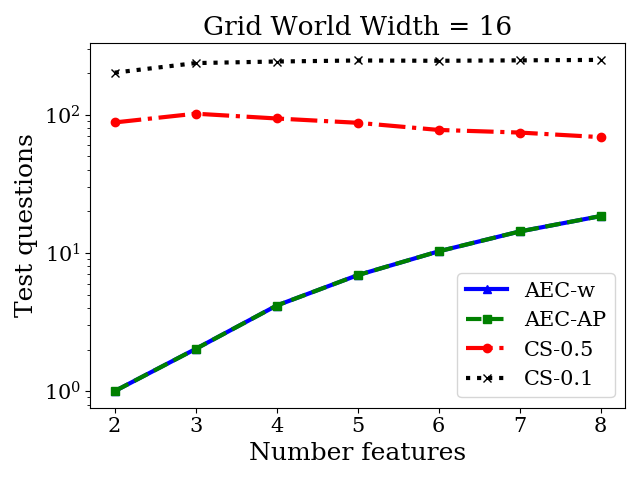 Grid World Width = 16
Test questions
10²
10¹
10⁰
2 3 4 5 6 7 8
Number features
AEC-w
AEC-AP
CS-0.5
CS-0.1